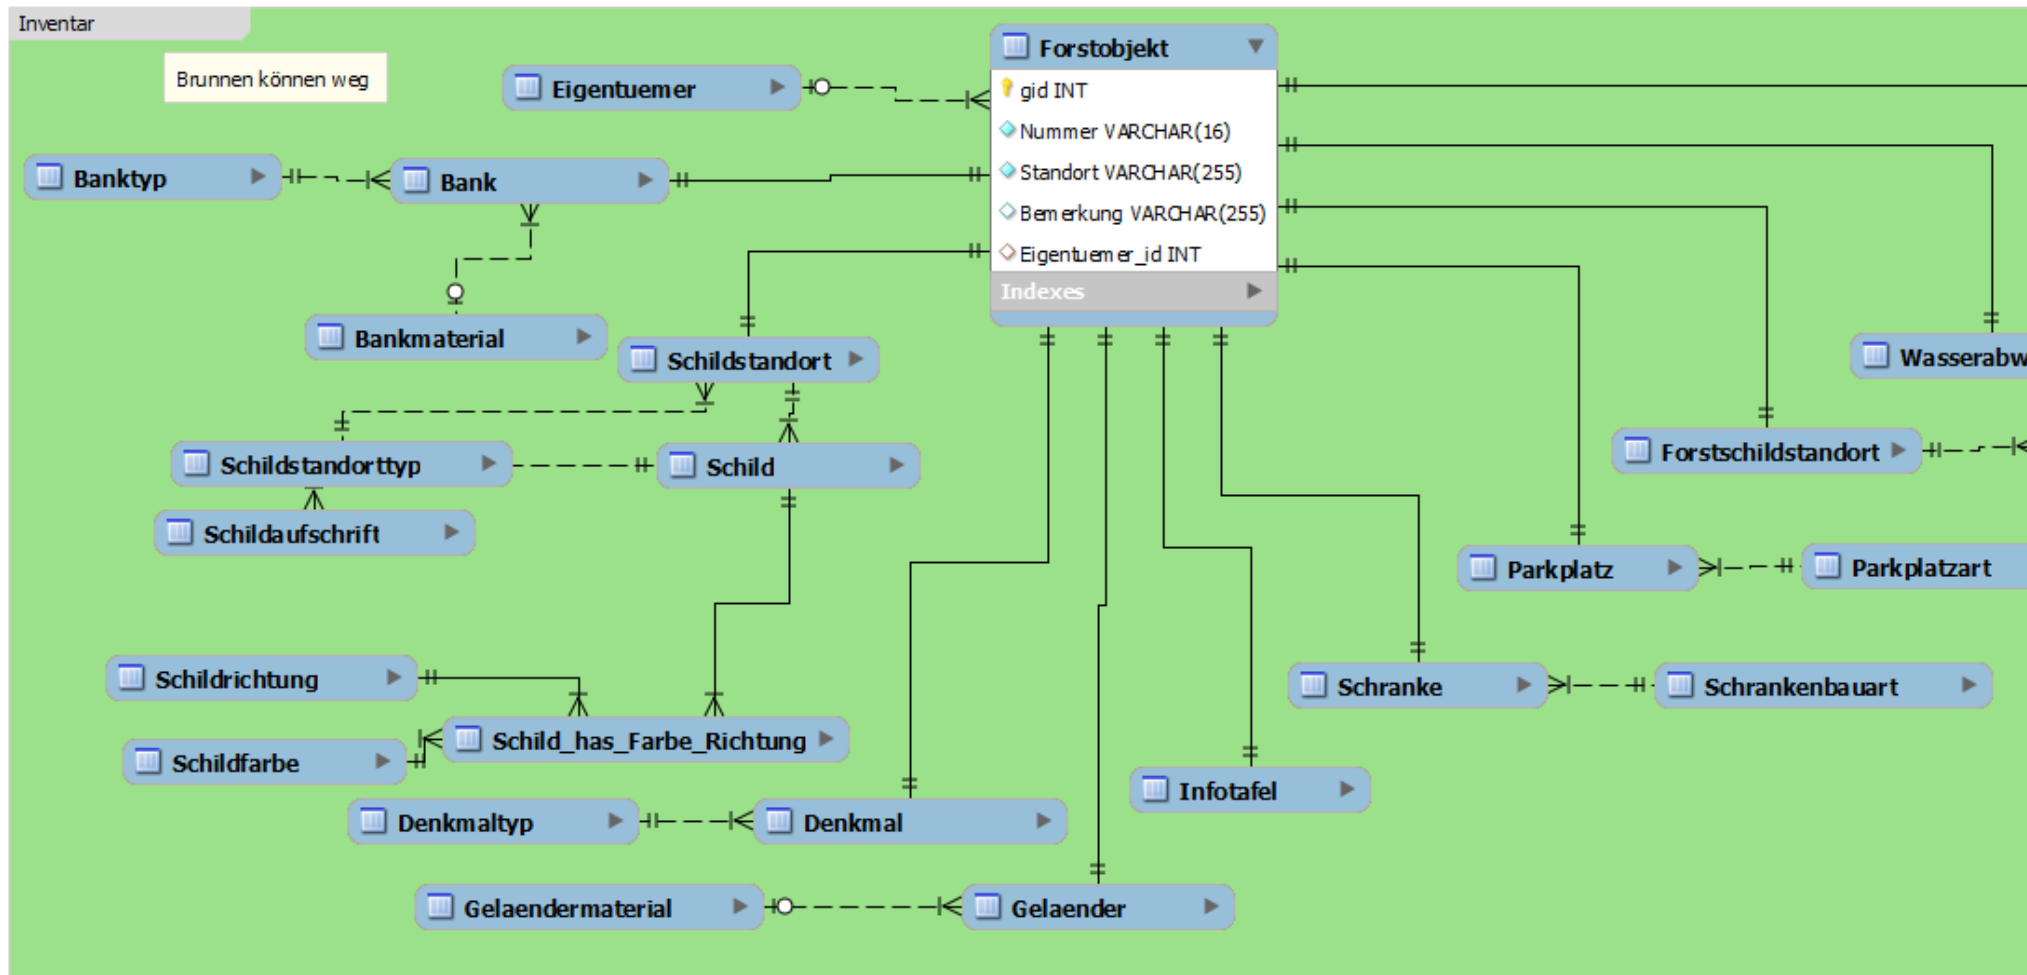 Inventar
Brunnen können weg
Forstobjekt
gid INT
Nummer VARCHAR(16)
Standort VARCHAR(255)
Bemerkung VARCHAR(255)
Eigentuemer_id INT
Indexes
Eigentuemer
Banktyp
Bank
Bankmaterial
Schildstandort
Wasserabw
Schildstandorttyp
Schild
Forstschildstandort
Schildaufschrift
Parkplatz
Parkplatzart
Schildrichtung
Schranke
Schrankenbauart
Schild_has_Farbe_Richtung
Schildfarbe
Infotafel
Denkmaltyp
Denkmal
Gelaendermaterial
Gelaender